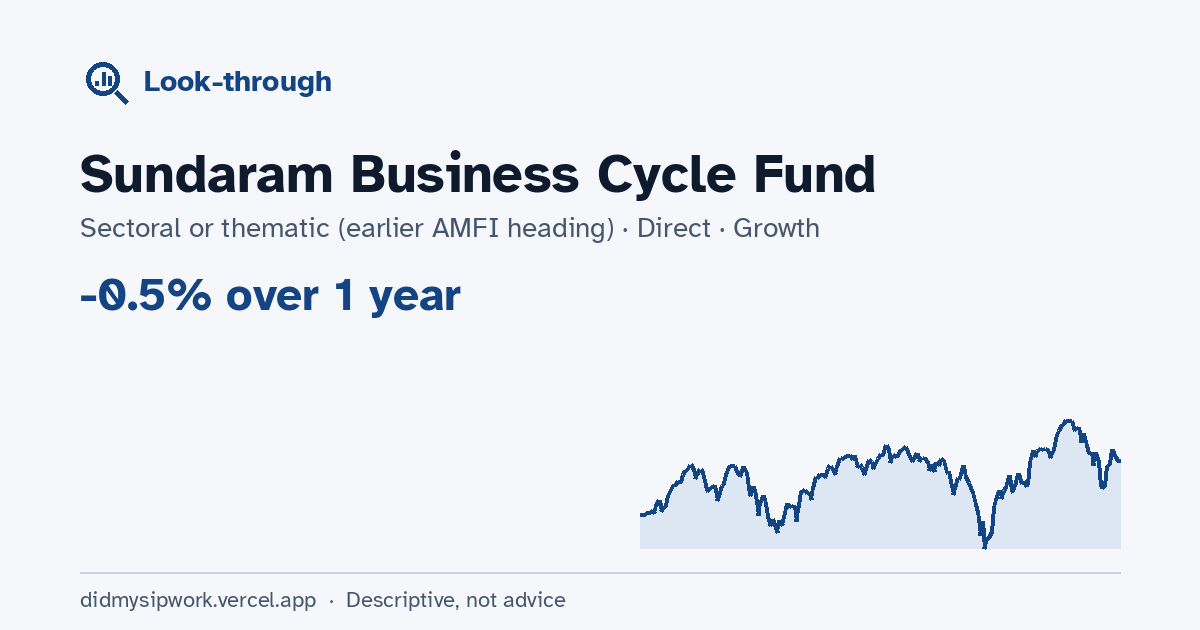 Look-through
Sundaram Business Cycle Fund
Sectoral or thematic (earlier AMFI heading) · Direct · Growth
-0.5% over 1 year
didmysipwork.vercel.app · Descriptive, not advice